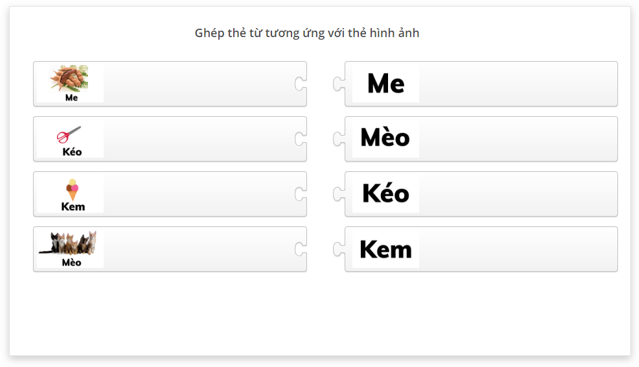 Ghép thẻ từ tương ứng với thẻ hình ảnh
Me
Me
Kéo
Mèo
Kem
Kéo
Mèo
Kem